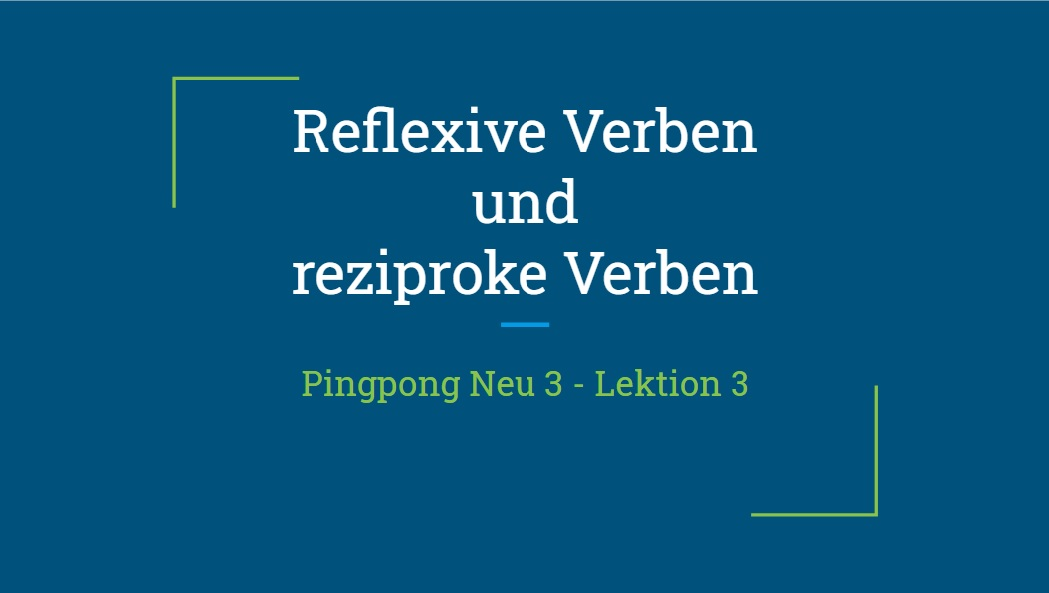 Reflexive Verben
und
reziproke Verben
Pingpong Neu 3 - Lektion 3